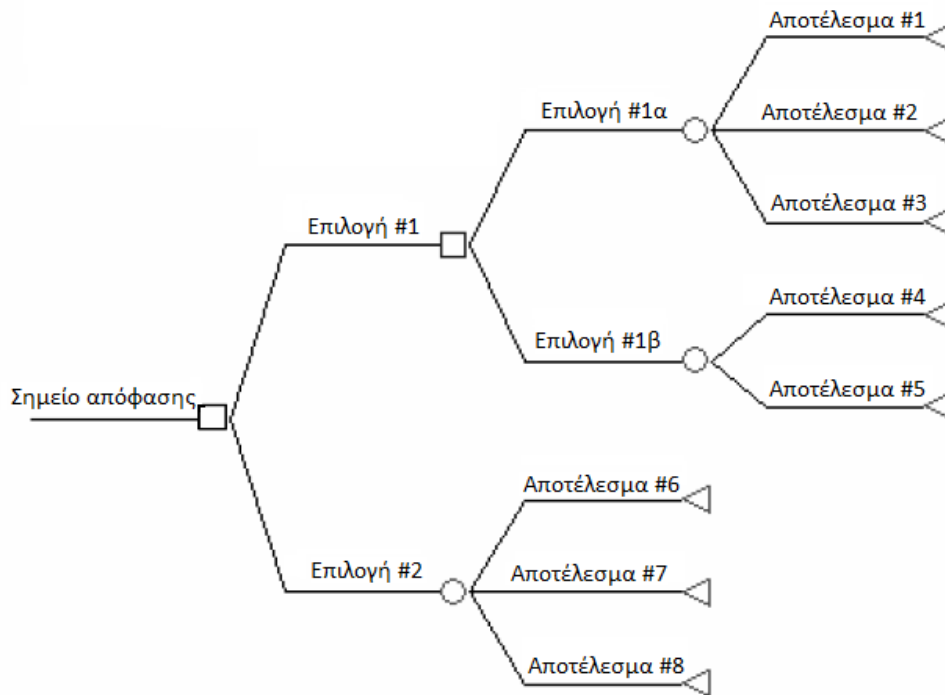 Αποτέλεσμα #1
Αποτέλεσμα #2
Επιλογή #1α
Αποτέλεσμα #3
Επιλογή #1
Αποτέλεσμα #4
Επιλογή #1β
Αποτέλεσμα #5
Σημείο απόφασης
Αποτέλεσμα #6
Επιλογή #2
Αποτέλεσμα #7
Αποτέλεσμα #8